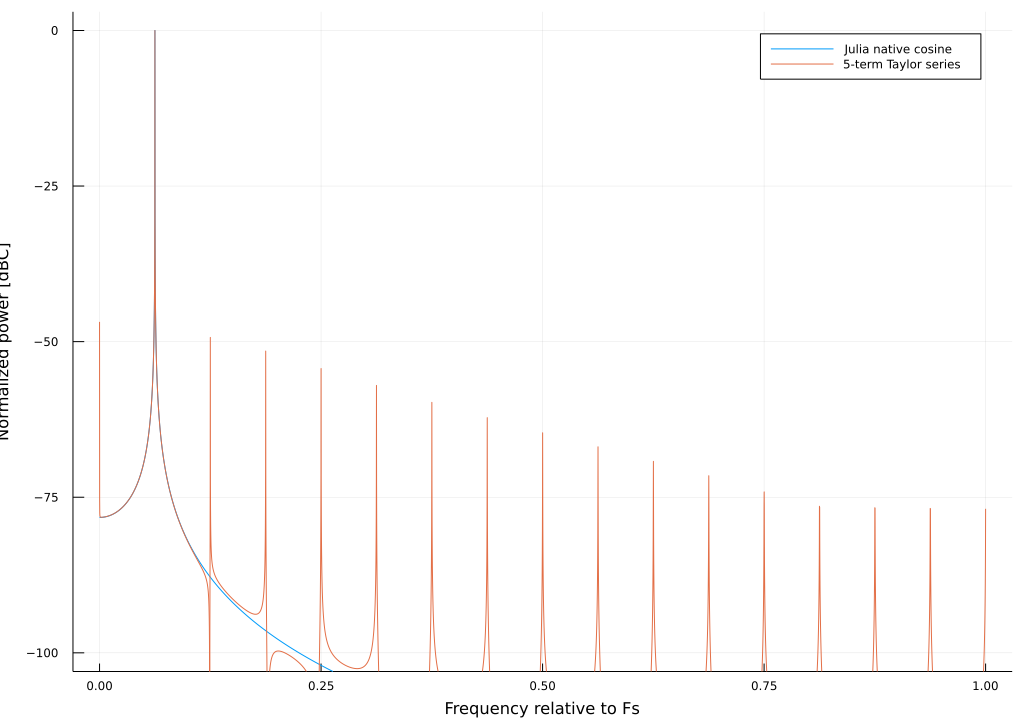 Normalized power [dBC]
0
−25
−50
−75
−100
Julia native cosine
5-term Taylor series
0.00
0.25
0.50
0.75
1.00
Frequency relative to Fs